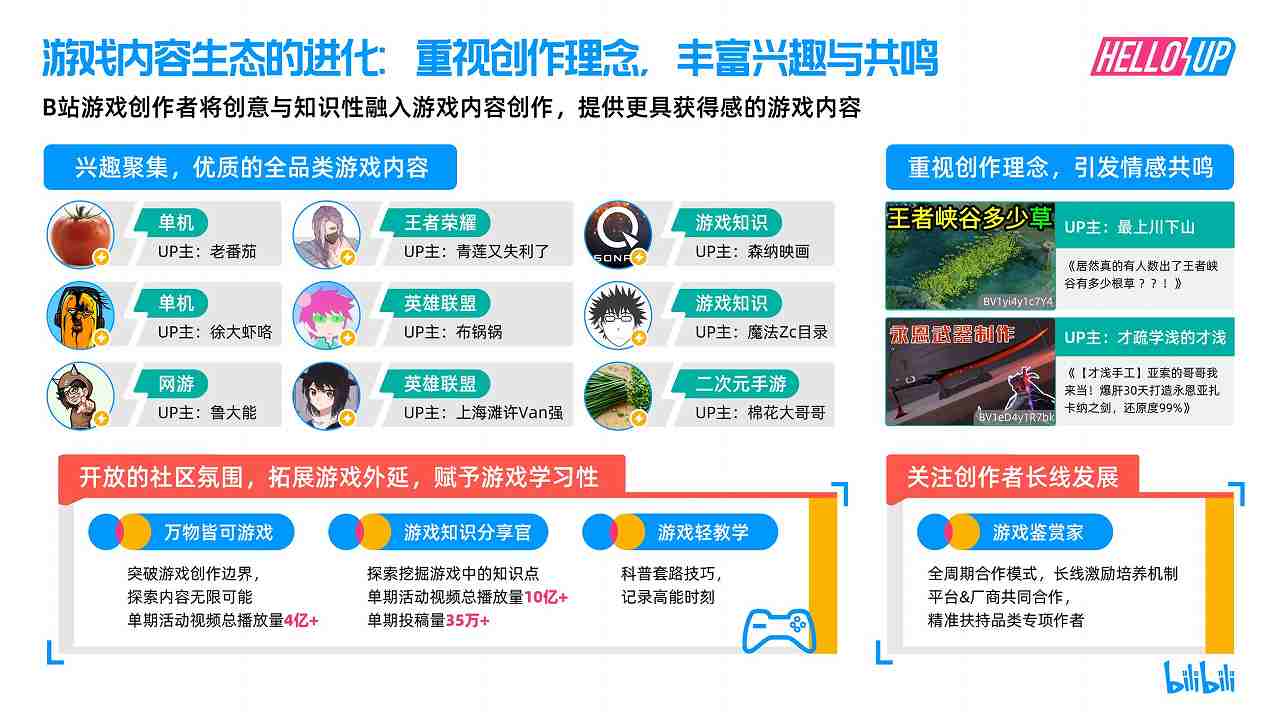 游戏内容生态的进化：重视创作理念，丰富兴趣与共鸣
HELLO UP
B站游戏创作者将创意与知识性融入游戏内容创作，提供更具获得感的游戏内容
兴趣聚集，优质的全品类游戏内容
单机
UP主：老番茄
王者荣耀
UP主：青莲又失利了
游戏知识
UP主：森纳映画
SONA
单机
UP主：徐大虾咯
英雄联盟
UP主：布锅锅
游戏知识
UP主：魔法Zc目录
网游
UP主：鲁大能
英雄联盟
UP主：上海滩许Van强
二次元手游
UP主：棉花大哥哥
重视创作理念，引发情感共鸣
王者峡谷多少草
BV1yi4y1c7Y4
UP主：最上川下山
《居然真的有人数出了王者峡
谷有多少根草？？！》
永恩武器制作
BV1eD4y1R7bk
UP主：才疏学浅的才浅
《【才浅手工】亚索的哥哥我
来当！爆肝30天打造永恩亚扎
卡纳之剑，还原度99%》
开放的社区氛围，拓展游戏外延，赋予游戏学习性
万物皆可游戏
突破游戏创作边界，
探索内容无限可能
单期活动视频总播放量4亿+
游戏知识分享官
探索挖掘游戏中的知识点
单期活动视频总播放量10亿+
单期投稿量35万+
游戏轻教学
科普套路技巧，
记录高能时刻
关注创作者长线发展
游戏鉴赏家
全周期合作模式，长线激励培养机制
平台&厂商共同合作，
精准扶持品类专项作者
bilibili